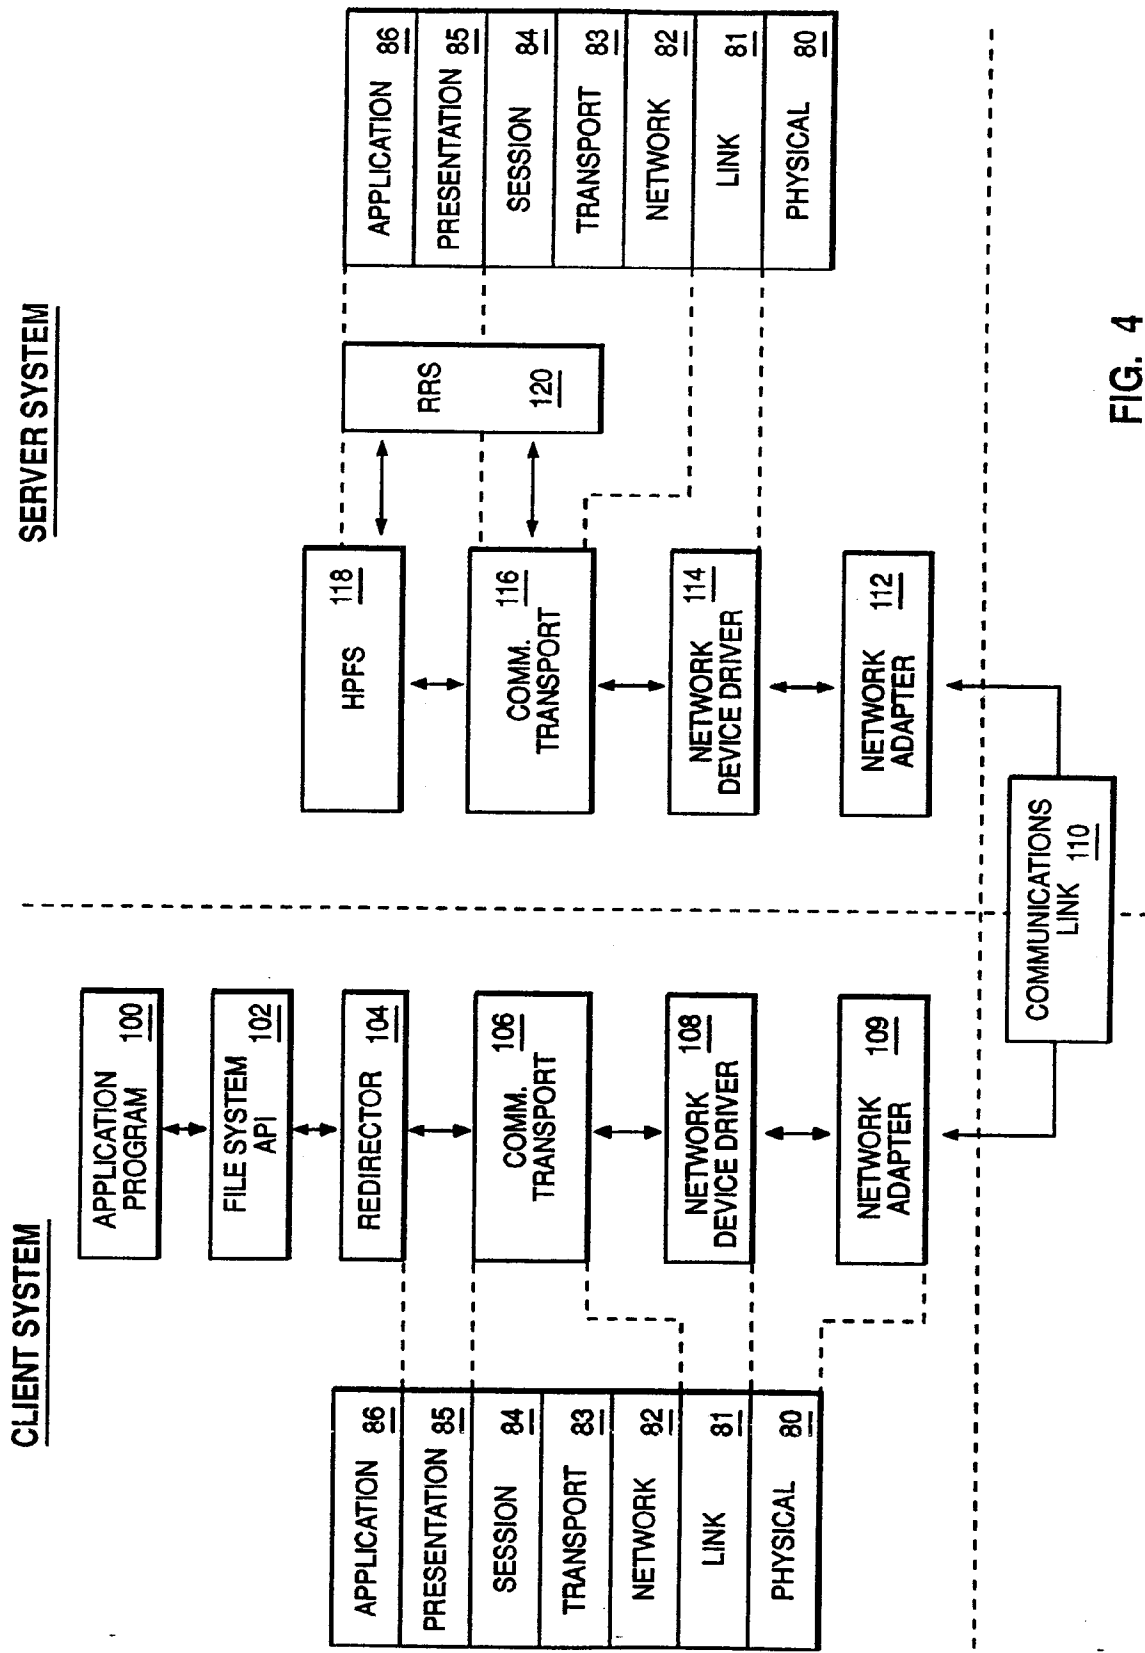 CLIENT SYSTEM
SERVER SYSTEM
APPLICATION 86
PRESENTATION 85
SESSION 84
TRANSPORT 83
NETWORK 82
LINK 81
PHYSICAL 80
APPLICATION
PROGRAM 100
FILE SYSTEM
API 102
REDIRECTOR 104
COMM.
TRANSPORT
106
NETWORK
DEVICE DRIVER
108
NETWORK
ADAPTER
109
COMMUNICATIONS
LINK 110
HPFS 118
COMM.
TRANSPORT
116
NETWORK
DEVICE DRIVER
114
NETWORK
ADAPTER
112
RRS
120
APPLICATION 86
PRESENTATION 85
SESSION 84
TRANSPORT 83
NETWORK 82
LINK 81
PHYSICAL 80
FIG. 4